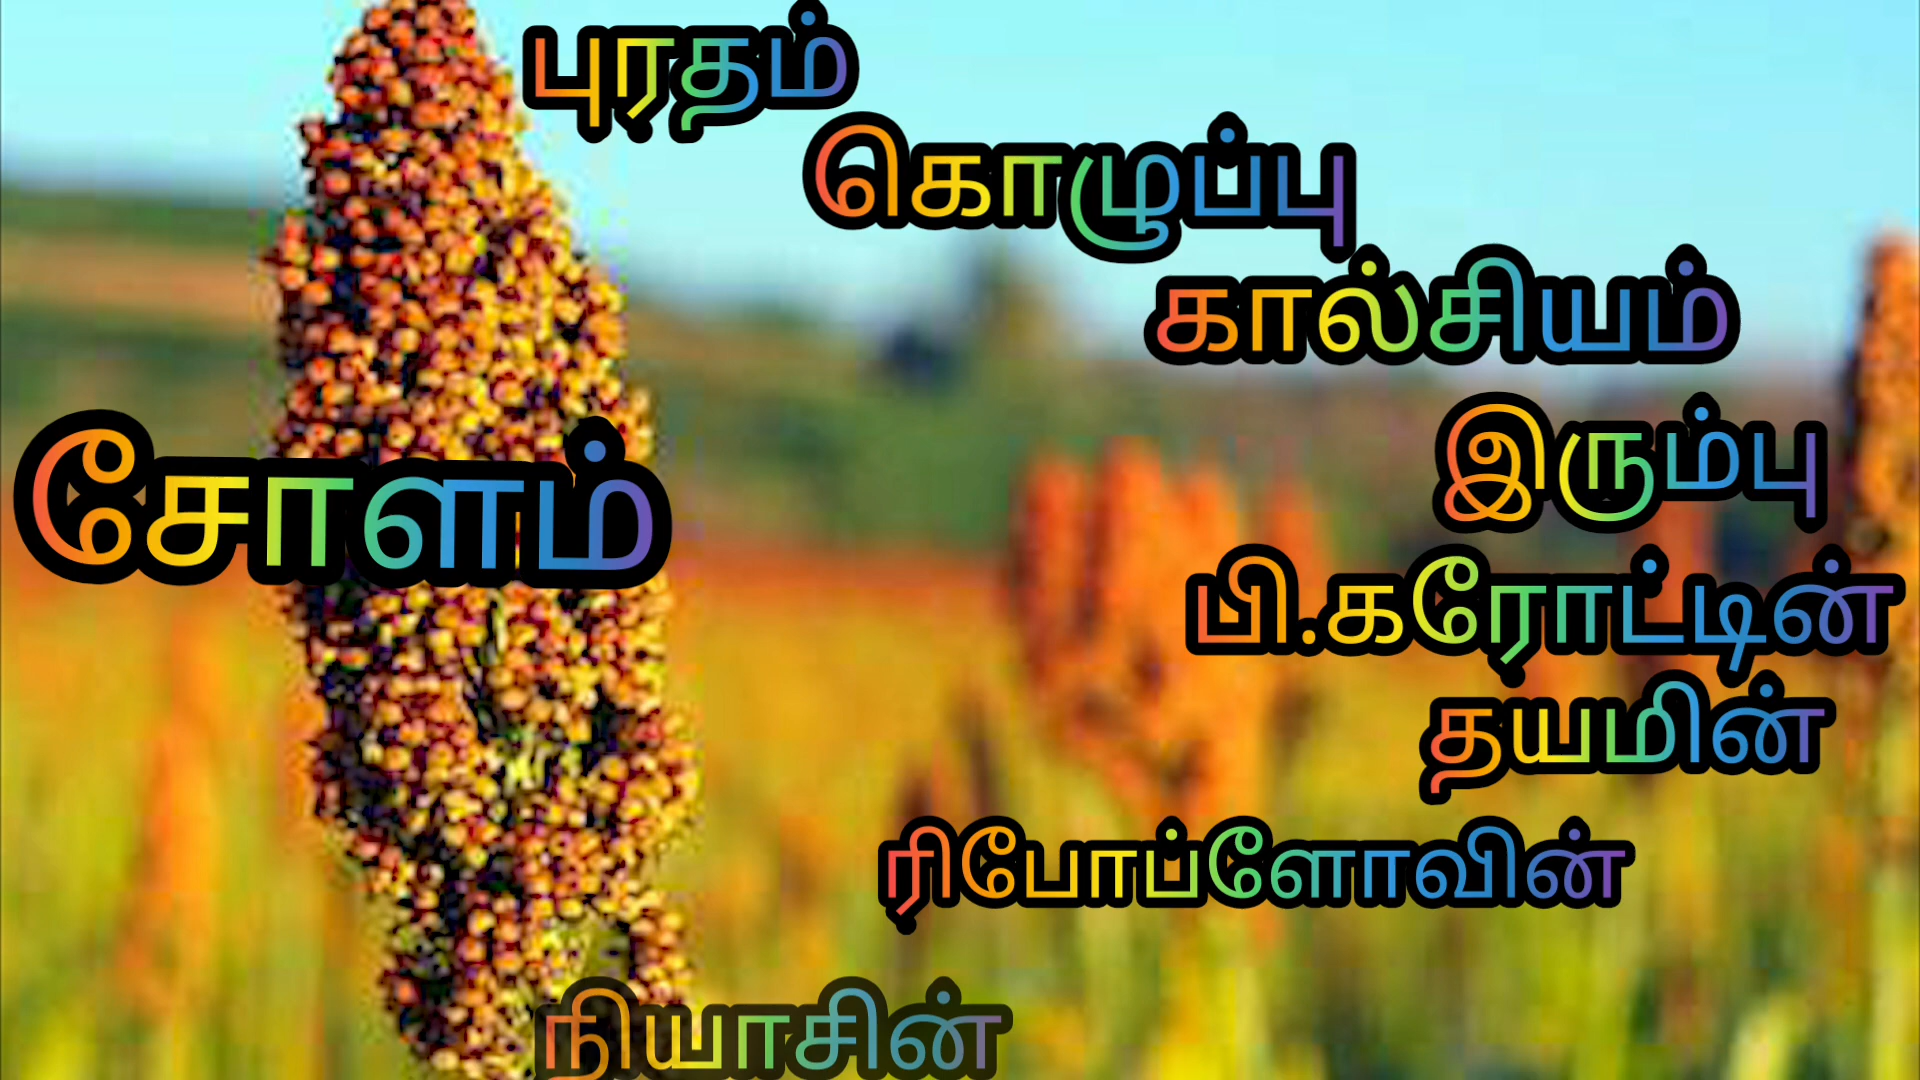 புரதம்
கொழுப்பு
கால்சியம்
இரும்பு
சோளம்
பி.கரோட்டின்
தயமின்
ரிபோப்ளோவின்
நியாசின்